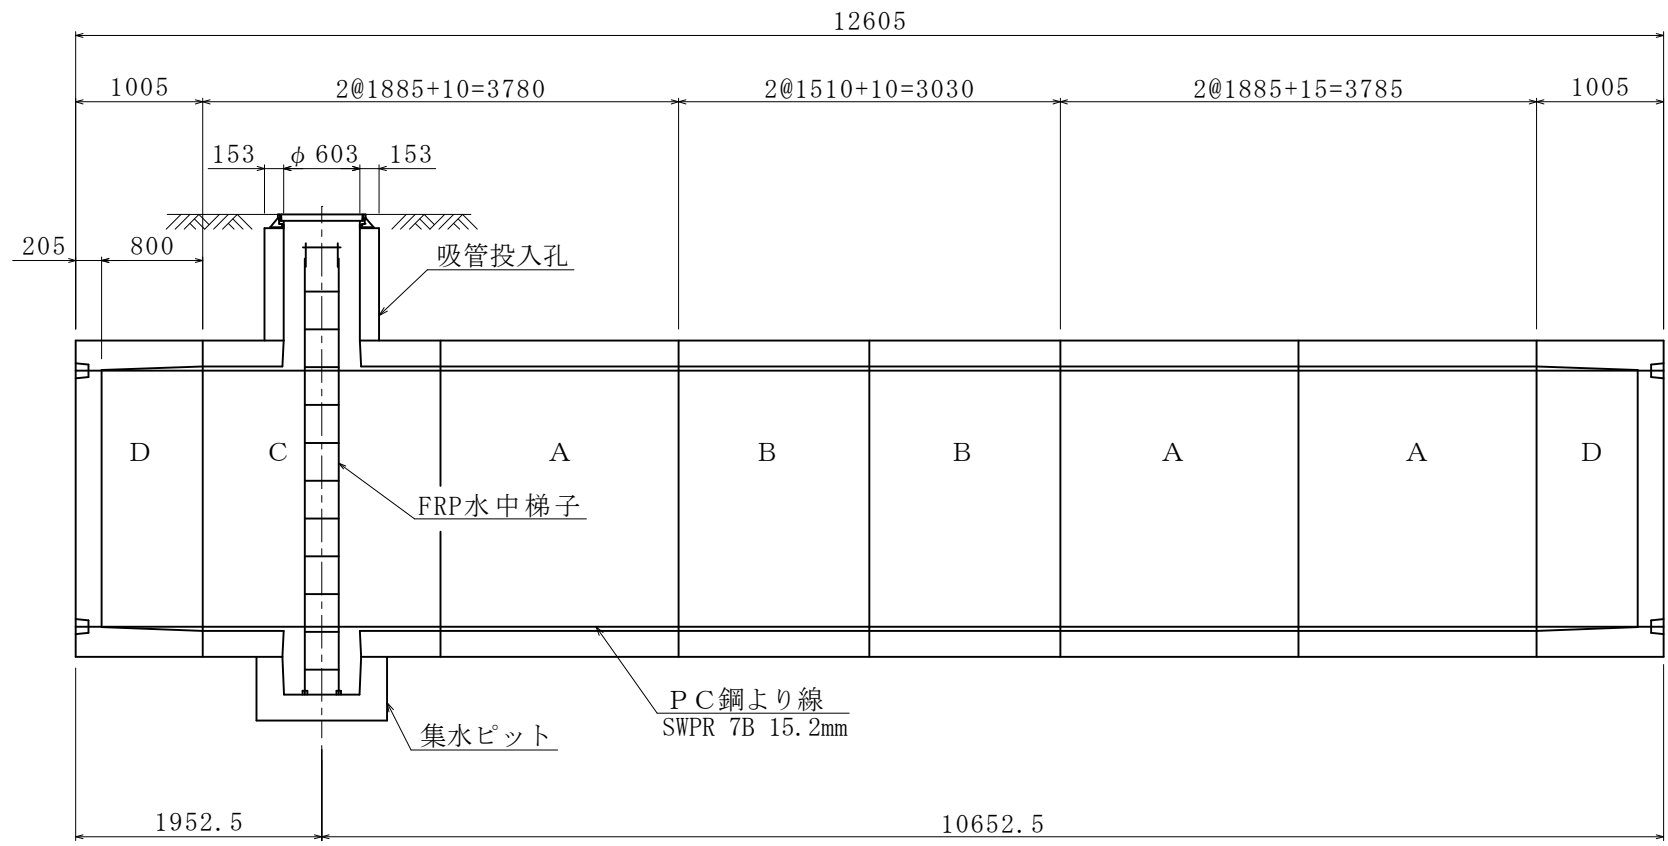 12605
1005
2@1885+10=3780
2@1510+10=3030
2@1885+15=3785
1005
153
φ603
153
205
800
吸管投入孔
D
C
A
B
B
A
A
D
FRP水中梯子
ＰＣ鋼より線
SWPR 7B 15.2mm
集水ピット
1952.5
10652.5